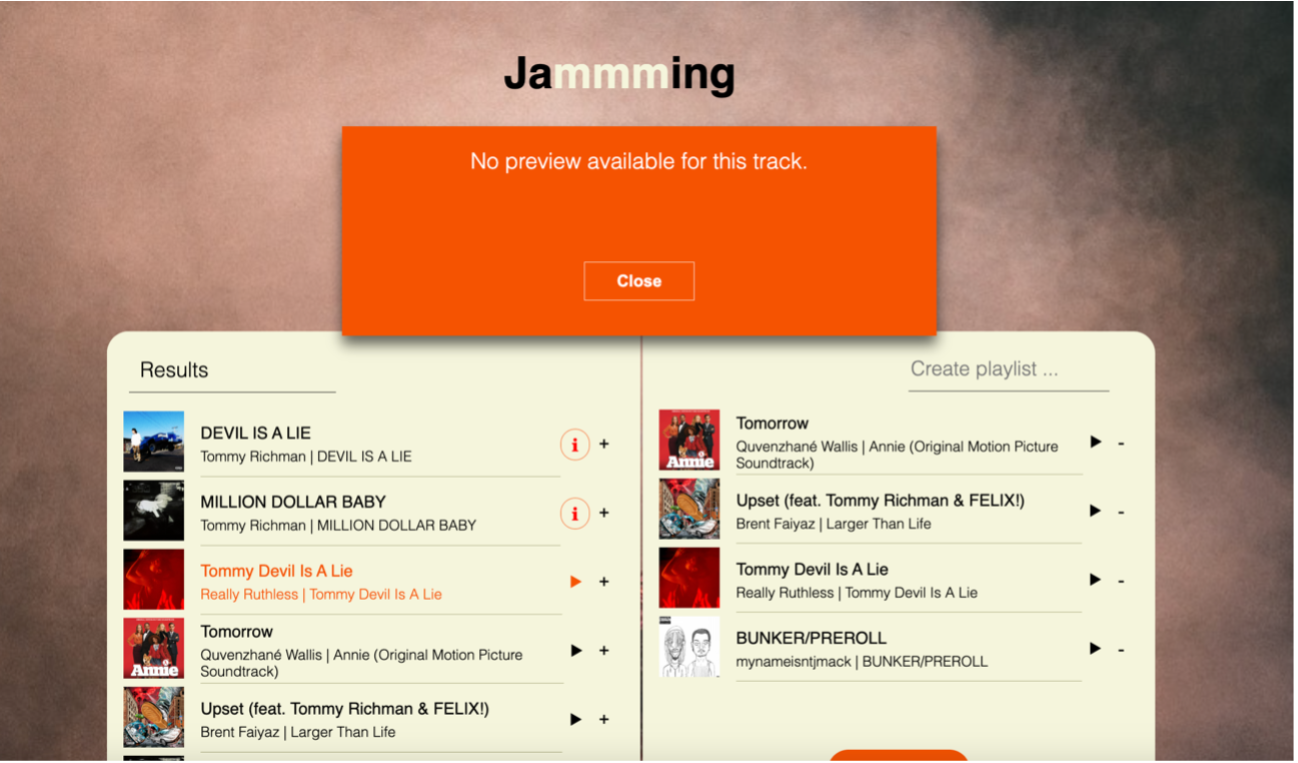 Jammming
No preview available for this track.
Close
Results
DEVIL IS A LIE
Tommy Richman | DEVIL IS A LIE
i
+
MILLION DOLLAR BABY
Tommy Richman | MILLION DOLLAR BABY
i
+
Tommy Devil Is A Lie
Really Ruthless | Tommy Devil Is A Lie
+
Tomorrow
Quvenzhané Wallis | Annie (Original Motion Picture
Soundtrack)
+
Annie
Upset (feat. Tommy Richman & FELIX!)
Brent Faiyaz | Larger Than Life
+
Create playlist ...
Tomorrow
Quvenzhané Wallis | Annie (Original Motion Picture
Soundtrack)
-
Annie
Upset (feat. Tommy Richman & FELIX!)
Brent Faiyaz | Larger Than Life
-
Tommy Devil Is A Lie
Really Ruthless | Tommy Devil Is A Lie
-
BUNKER/PREROLL
mynameisntjmack | BUNKER/PREROLL
-